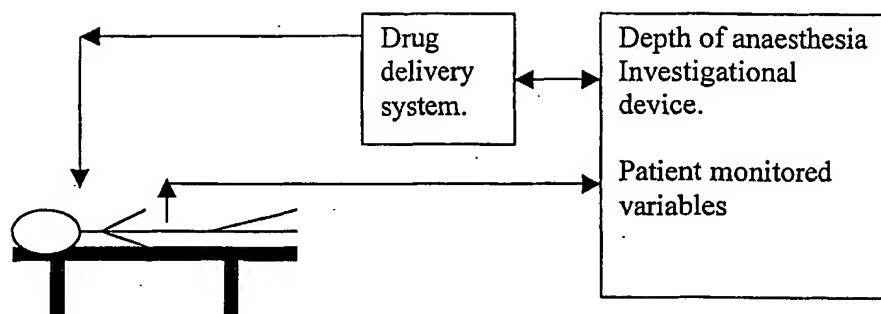 Drug
delivery
system.
Depth of anaesthesia
Investigational
device.
Patient monitored
variables